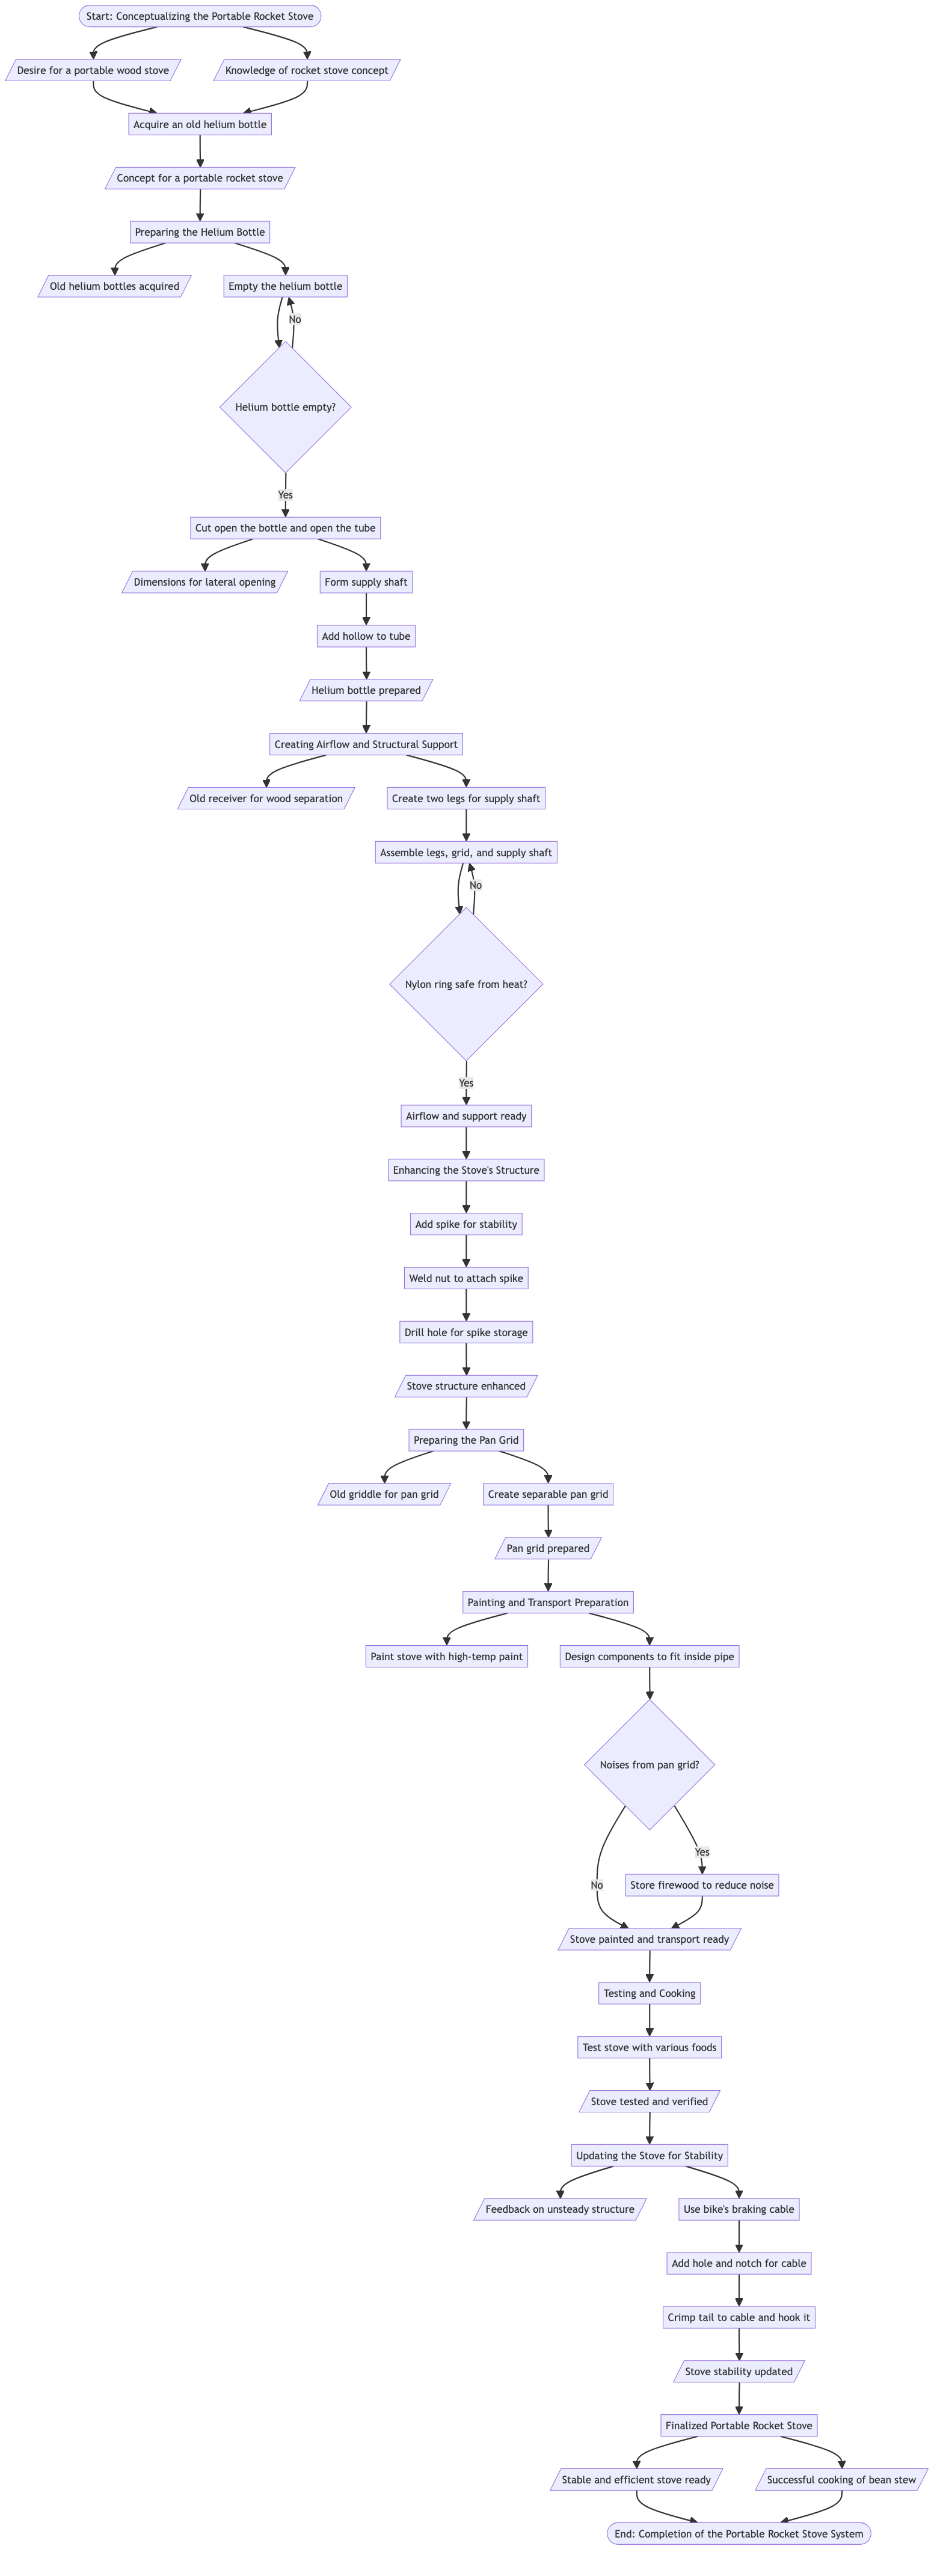 Start: Conceptualizing the Portable Rocket Stove
Desire for a portable wood stove
Knowledge of rocket stove concept
Acquire an old helium bottle
Concept for a portable rocket stove
Preparing the Helium Bottle
Old helium bottles acquired
Empty the helium bottle
No
Helium bottle empty?
Yes
Cut open the bottle and open the tube
Dimensions for lateral opening
Form supply shaft
Add hollow to tube
Helium bottle prepared
Creating Airflow and Structural Support
Old receiver for wood separation
Create two legs for supply shaft
Assemble legs, grid, and supply shaft
No
Nylon ring safe from heat?
Yes
Airflow and support ready
Enhancing the Stove's Structure
Add spike for stability
Weld nut to attach spike
Drill hole for spike storage
Stove structure enhanced
Preparing the Pan Grid
Old griddle for pan grid
Create separable pan grid
Pan grid prepared
Painting and Transport Preparation
Paint stove with high-temp paint
Design components to fit inside pipe
Noises from pan grid?
Yes
No
Store firewood to reduce noise
Stove painted and transport ready
Testing and Cooking
Test stove with various foods
Stove tested and verified
Updating the Stove for Stability
Feedback on unsteady structure
Use bike's braking cable
Add hole and notch for cable
Crimp tail to cable and hook it
Stove stability updated
Finalized Portable Rocket Stove
Stable and efficient stove ready
Successful cooking of bean stew
End: Completion of the Portable Rocket Stove System